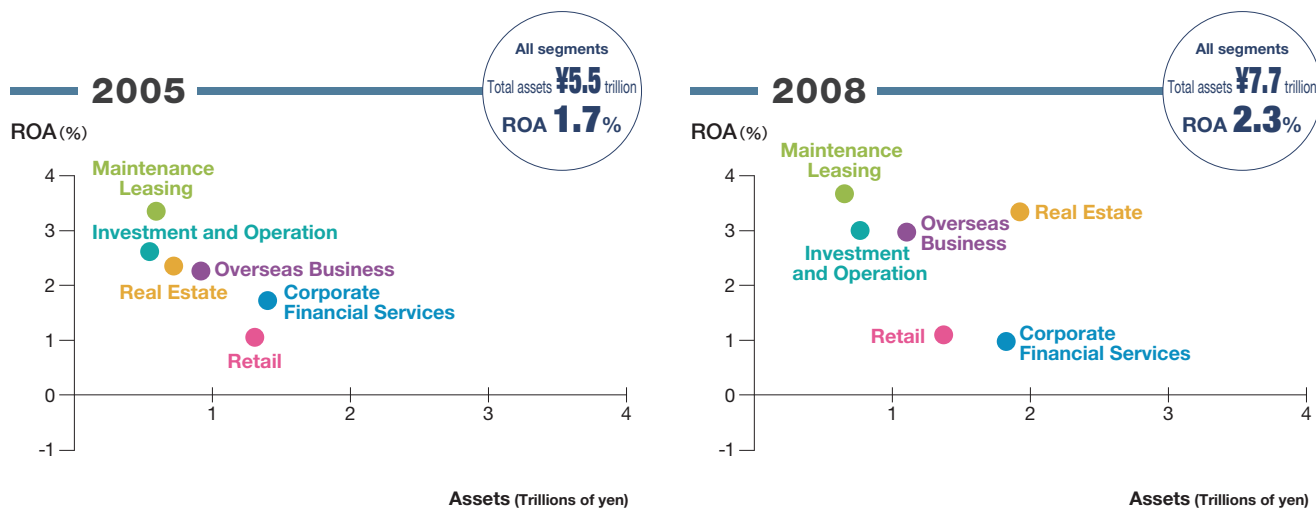 2005
All segments
Total assets ¥5.5 trillion
ROA 1.7%
ROA (%)
4
3
2
1
0
-1
1
2
3
4
Maintenance
Leasing
Investment and Operation
Real Estate
Overseas Business
Corporate
Financial Services
Retail
Assets (Trillions of yen)
2008
All segments
Total assets ¥7.7 trillion
ROA 2.3%
ROA (%)
4
3
2
1
0
-1
1
2
3
4
Maintenance
Leasing
Real Estate
Overseas
Business
Investment
and Operation
Retail
Corporate
Financial Services
Assets (Trillions of yen)